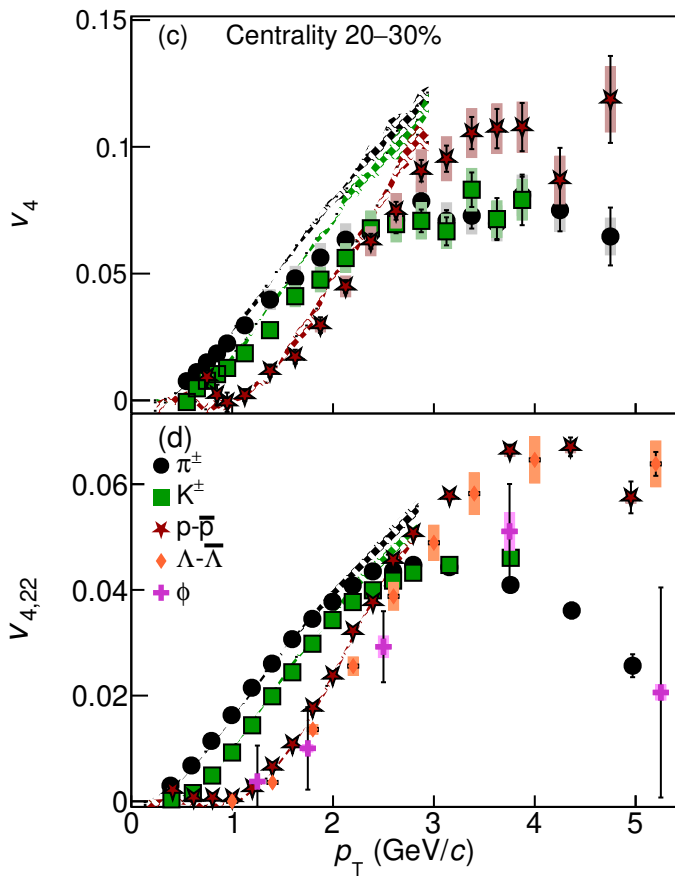 0.15
(c) Centrality 20–30%
0.1
v₄
0.05
0
(d)
π±
0.06
K±
p-p̅
Λ-Λ̅
0.04
ϕ
v₄,₂₂
0.02
0
0 1 2 3 4 5
p_T (GeV/c)